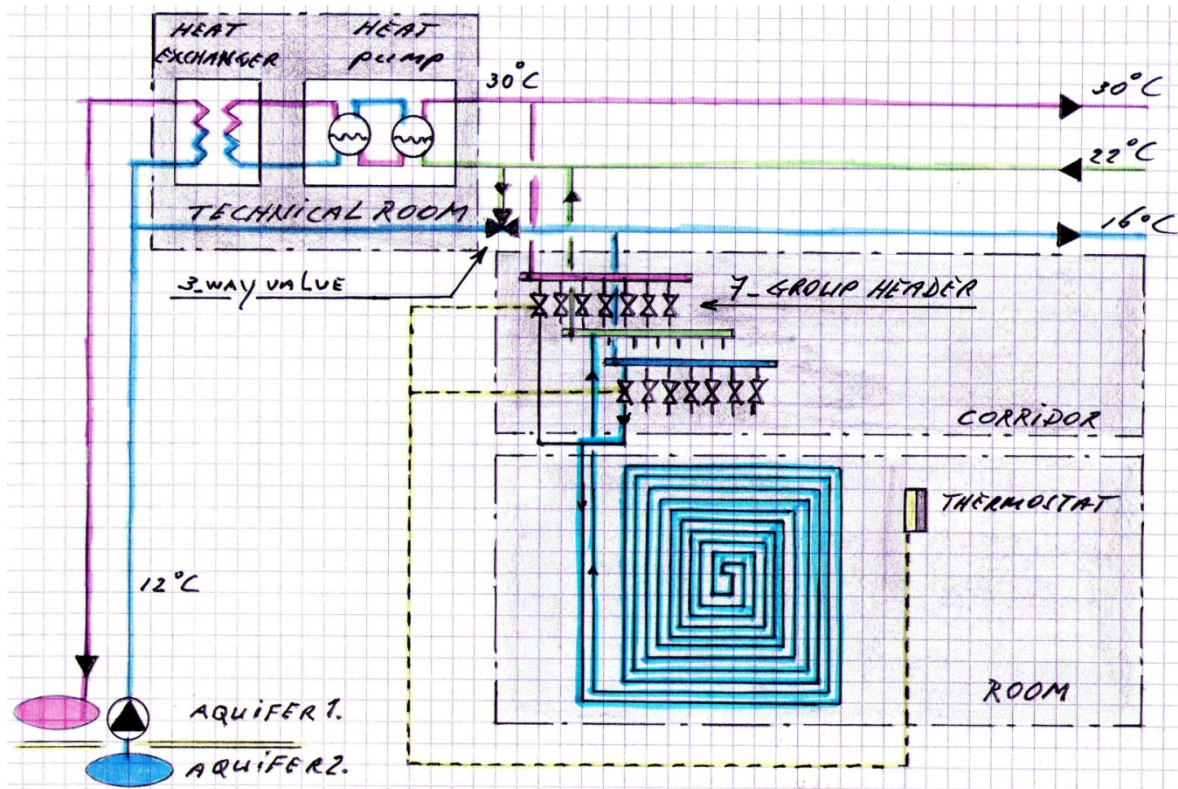 HEAT
EXCHANGER
HEAT
pump
30°C
30°C
22°C
TECHNICAL ROOM
16°C
3-WAY VALUE
7-GROUP HEADER
CORRIDOR
THERMOSTAT
12°C
ROOM
AQUIFER 1.
AQUIFER 2.